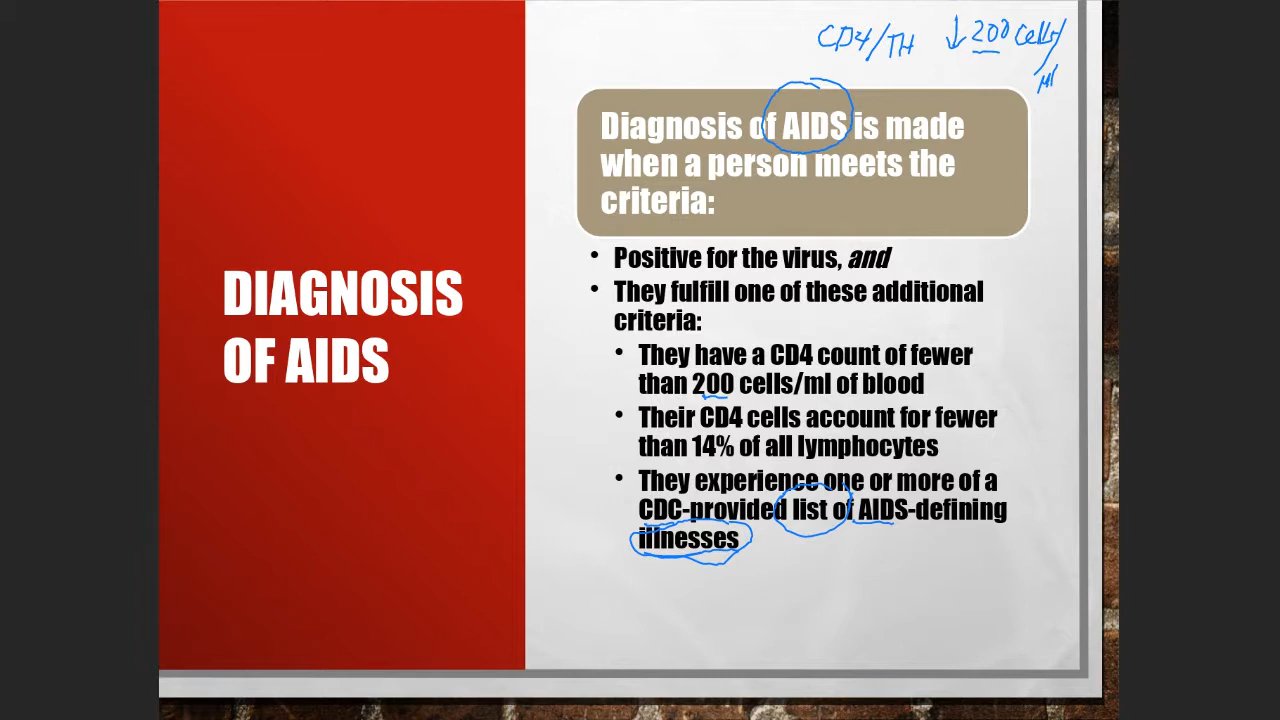 CD4/TH ↓200 cells/
ml
Diagnosis of AIDS is made
when a person meets the
criteria:
DIAGNOSIS
OF AIDS
• Positive for the virus, and
• They fulfill one of these additional
criteria:
• They have a CD4 count of fewer
than 200 cells/ml of blood
• Their CD4 cells account for fewer
than 14% of all lymphocytes
• They experience one or more of a
CDC-provided list of AIDS-defining
illnesses